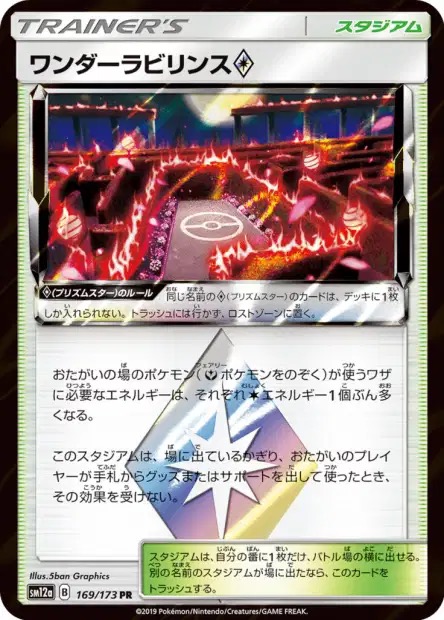 TRAINER'S
スタジアム
ワンダーラビリンス◇
◇(プリズムスター)のルール
同じ名前の◇(プリズムスター)のカードは、デッキに1枚
しか入れられない。トラッシュには行かず、ロストゾーンに置く。
おたがいの場のポケモン(ポケモンをのぞく)が使うワザ
に必要なエネルギーは、それぞれエネルギー1個ぶん多
くなる。
このスタジアムは、場に出ているかぎり、おたがいのプレイ
ヤーが手札からグッズまたはサポートを出して使ったとき、
その効果を受けない。
スタジアムは、自分の番に1枚だけ、バトル場の横に出せる。
別の名前のスタジアムが場に出たなら、このカードを
トラッシュする。
Illus.5ban Graphics
sm12a B 169/173 PR
©2019 Pokémon/Nintendo/Creatures/GAME FREAK.